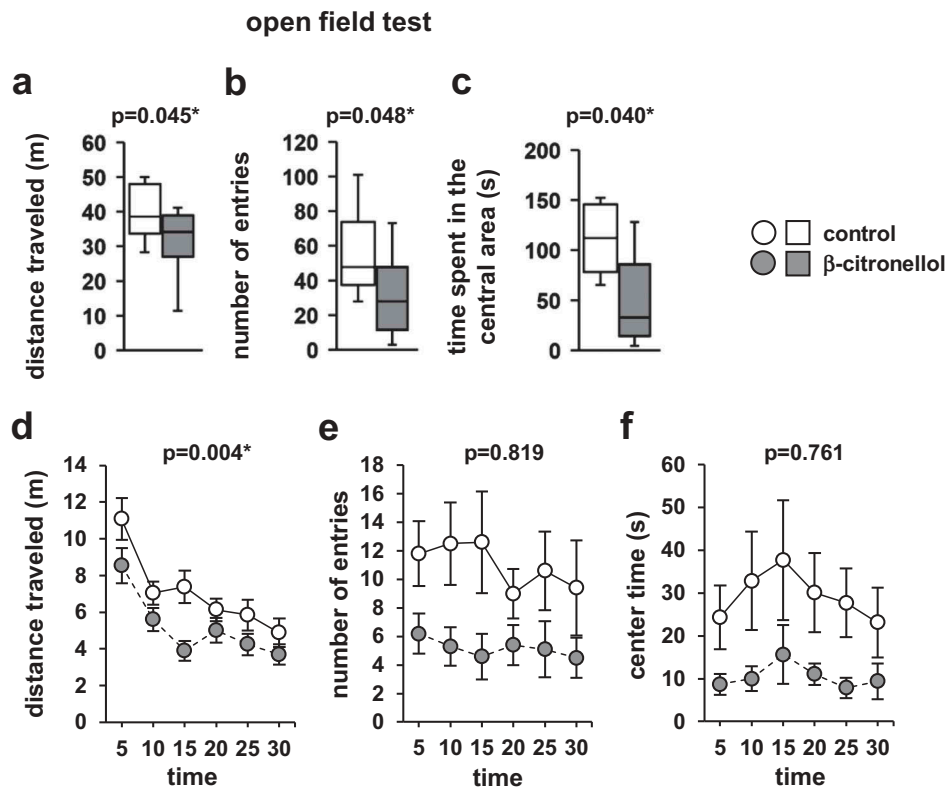 open field test
a
p=0.045*
distance traveled (m)
60
50
40
30
20
10
0
b
p=0.048*
number of entries
120
100
80
60
40
20
0
c
p=0.040*
time spent in the
central area (s)
200
150
100
50
0
control
β-citronellol
d
p=0.004*
distance traveled (m)
14
12
10
8
6
4
2
0
5 10 15 20 25 30
time
e
p=0.819
number of entries
18
16
14
12
10
8
6
4
2
0
5 10 15 20 25 30
time
f
p=0.761
center time (s)
60
50
40
30
20
10
0
5 10 15 20 25 30
time